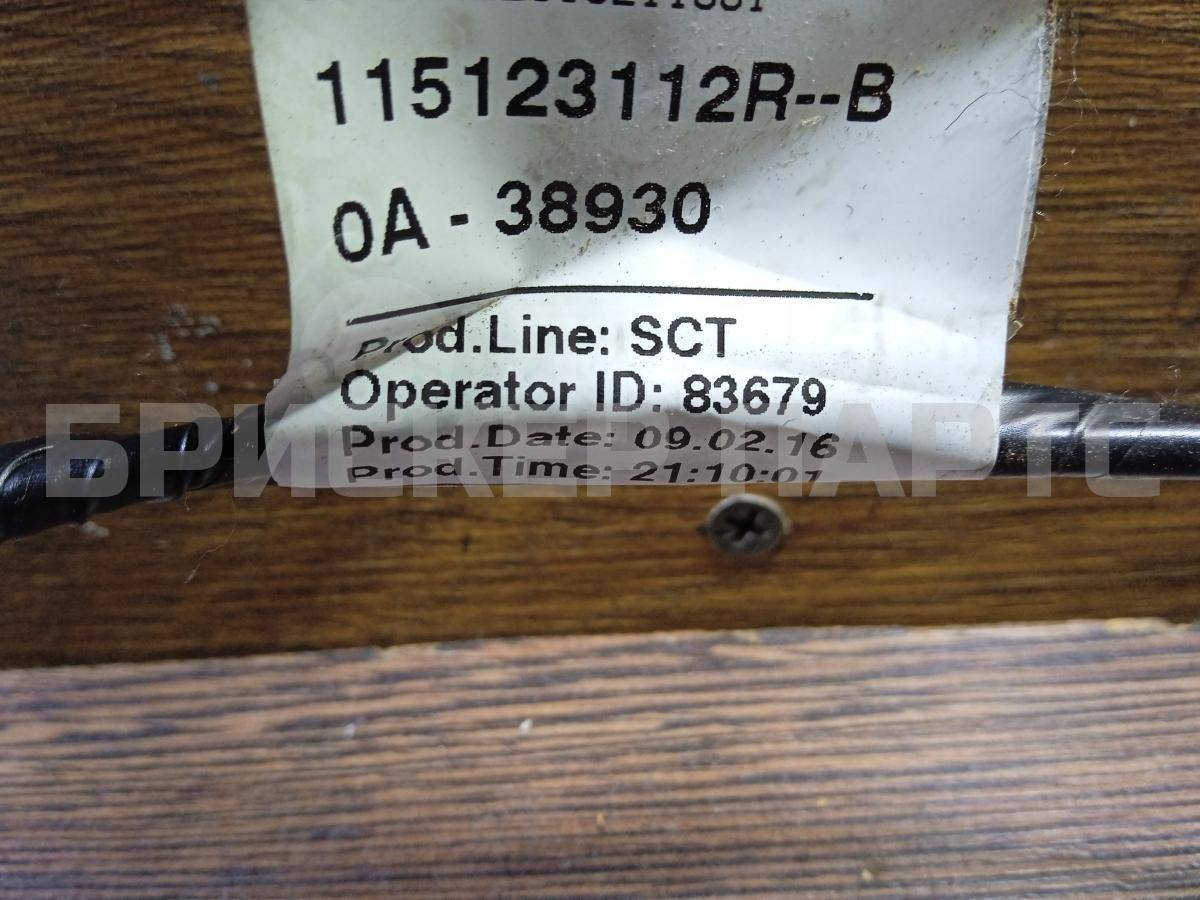 115123112R--B
0A - 38930
Prod.Line: SCT
Operator ID: 83679
Prod.Date: 09.02.16
Prod.Time: 21:10:01
БРИСКЕР ПАРТС